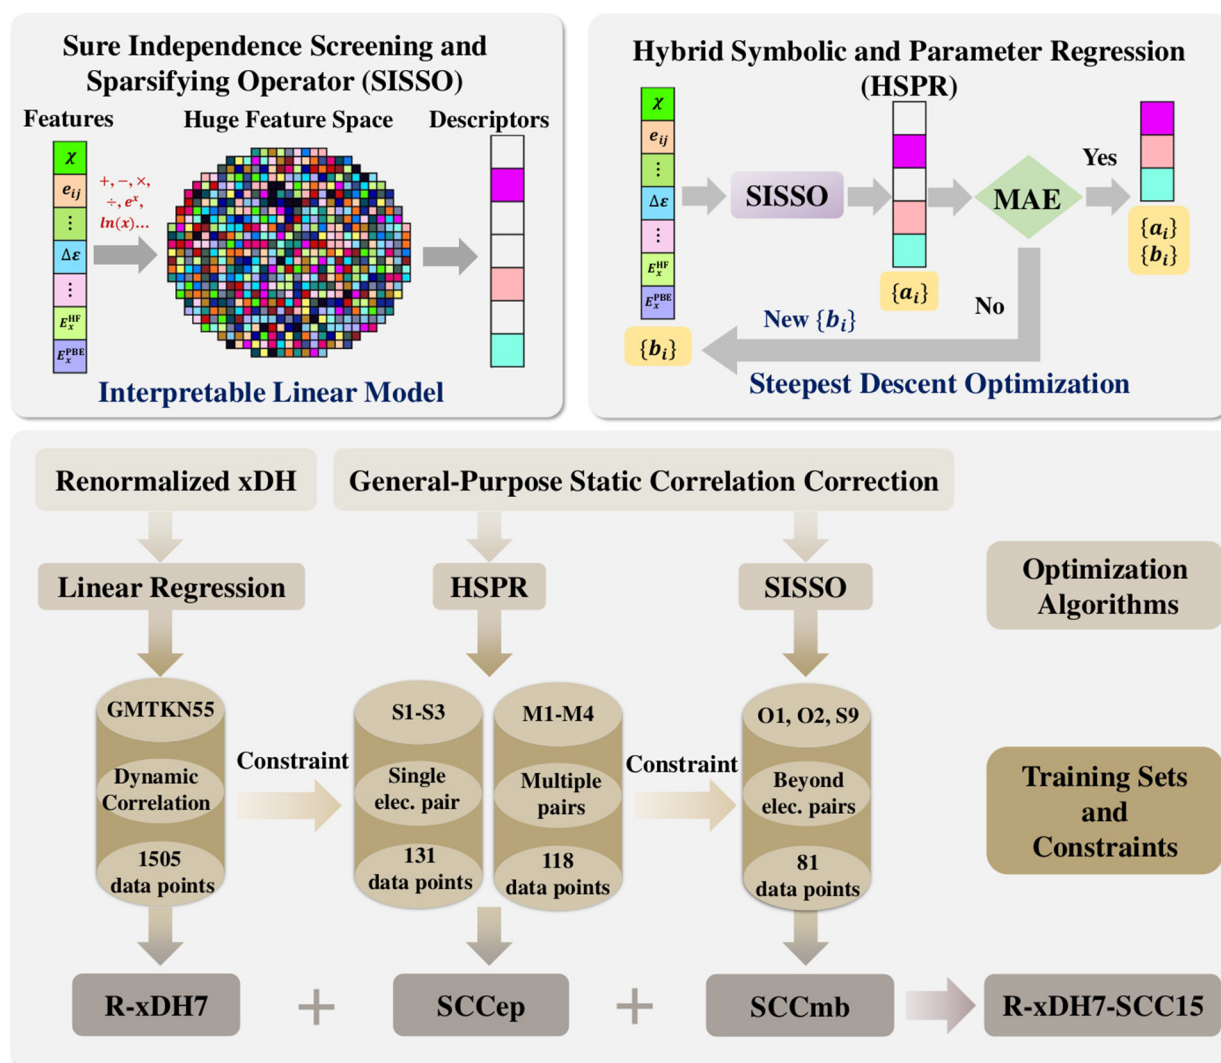 Sure Independence Screening and
Sparsifying Operator (SISSO)
Features
Huge Feature Space
Descriptors
χ
e_ij
⋮
Δε
⋮
E_x^HF
E_x^PBE
+, −, ×,
÷, e^x,
ln(x)...
Interpretable Linear Model
Hybrid Symbolic and Parameter Regression
(HSPR)
χ
e_ij
⋮
Δε
⋮
E_x^HF
E_x^PBE
{b_i}
SISSO
{a_i}
MAE
Yes
No
{a_i}
{b_i}
New {b_i}
Steepest Descent Optimization
Renormalized xDH
General-Purpose Static Correlation Correction
Linear Regression
HSPR
SISSO
Optimization
Algorithms
GMTKN55
Dynamic
Correlation
1505
data points
Constraint
S1-S3
Single
elec. pair
131
data points
M1-M4
Multiple
pairs
118
data points
Constraint
O1, O2, S9
Beyond
elec. pairs
81
data points
Training Sets
and
Constraints
R-xDH7
+
SCCep
+
SCCmb
R-xDH7-SCC15